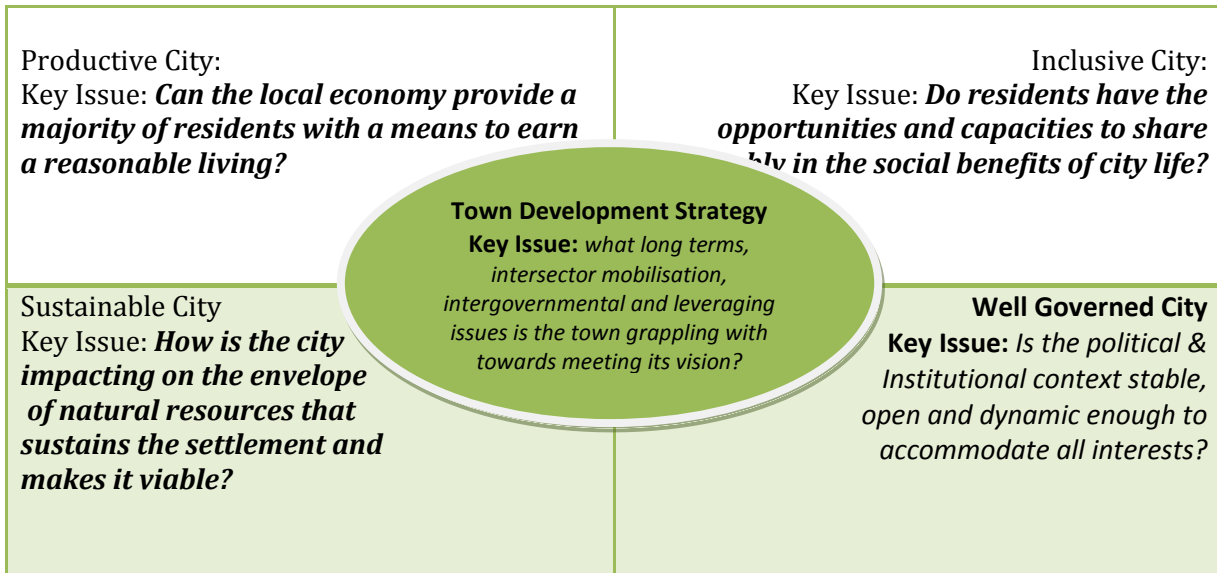 Productive City:
Key Issue: Can the local economy provide a
majority of residents with a means to earn
a reasonable living?
Inclusive City:
Key Issue: Do residents have the
opportunities and capacities to share
bly in the social benefits of city life?
Town Development Strategy
Key Issue: what long terms,
intersector mobilisation,
intergovernmental and leveraging
issues is the town grappling with
towards meeting its vision?
Sustainable City
Key Issue: How is the city
impacting on the envelope
of natural resources that
sustains the settlement and
makes it viable?
Well Governed City
Key Issue: Is the political &
Institutional context stable,
open and dynamic enough to
accommodate all interests?